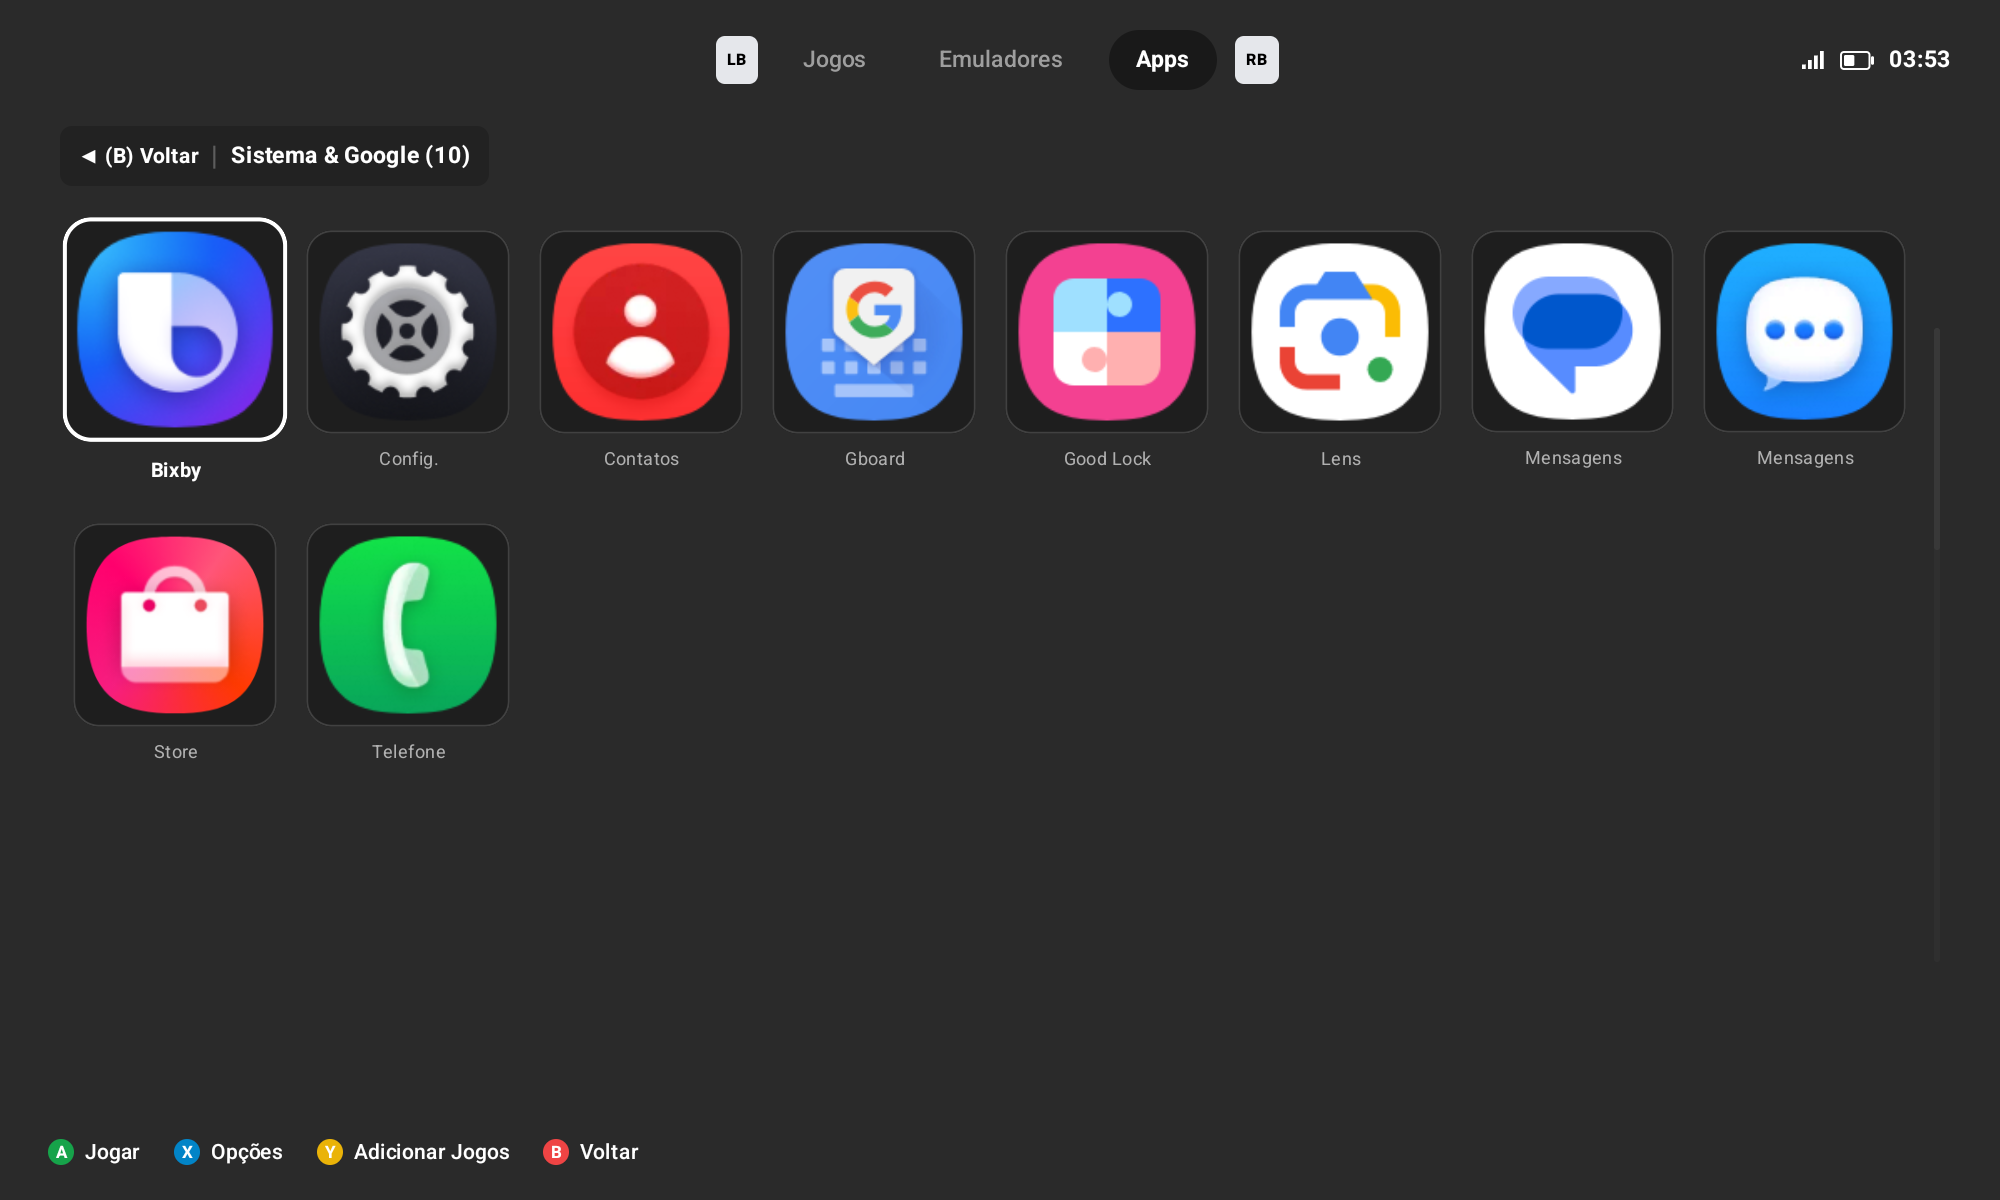 LB Jogos Emuladores Apps RB 03:53
◄ (B) Voltar | Sistema & Google (10)
Bixby Config. Contatos Gboard Good Lock Lens Mensagens Mensagens
Store Telefone
A Jogar X Opções Y Adicionar Jogos B Voltar